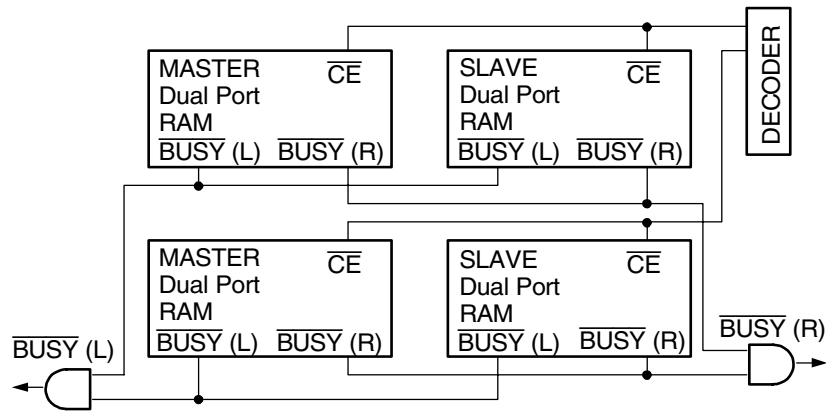 MASTER
Dual Port
RAM
CE
BUSY (L) BUSY (R)
SLAVE
Dual Port
RAM
CE
BUSY (L) BUSY (R)
DECODER
MASTER
Dual Port
RAM
CE
BUSY (L) BUSY (R)
SLAVE
Dual Port
RAM
CE
BUSY (L) BUSY (R)
BUSY (L)
BUSY (R)